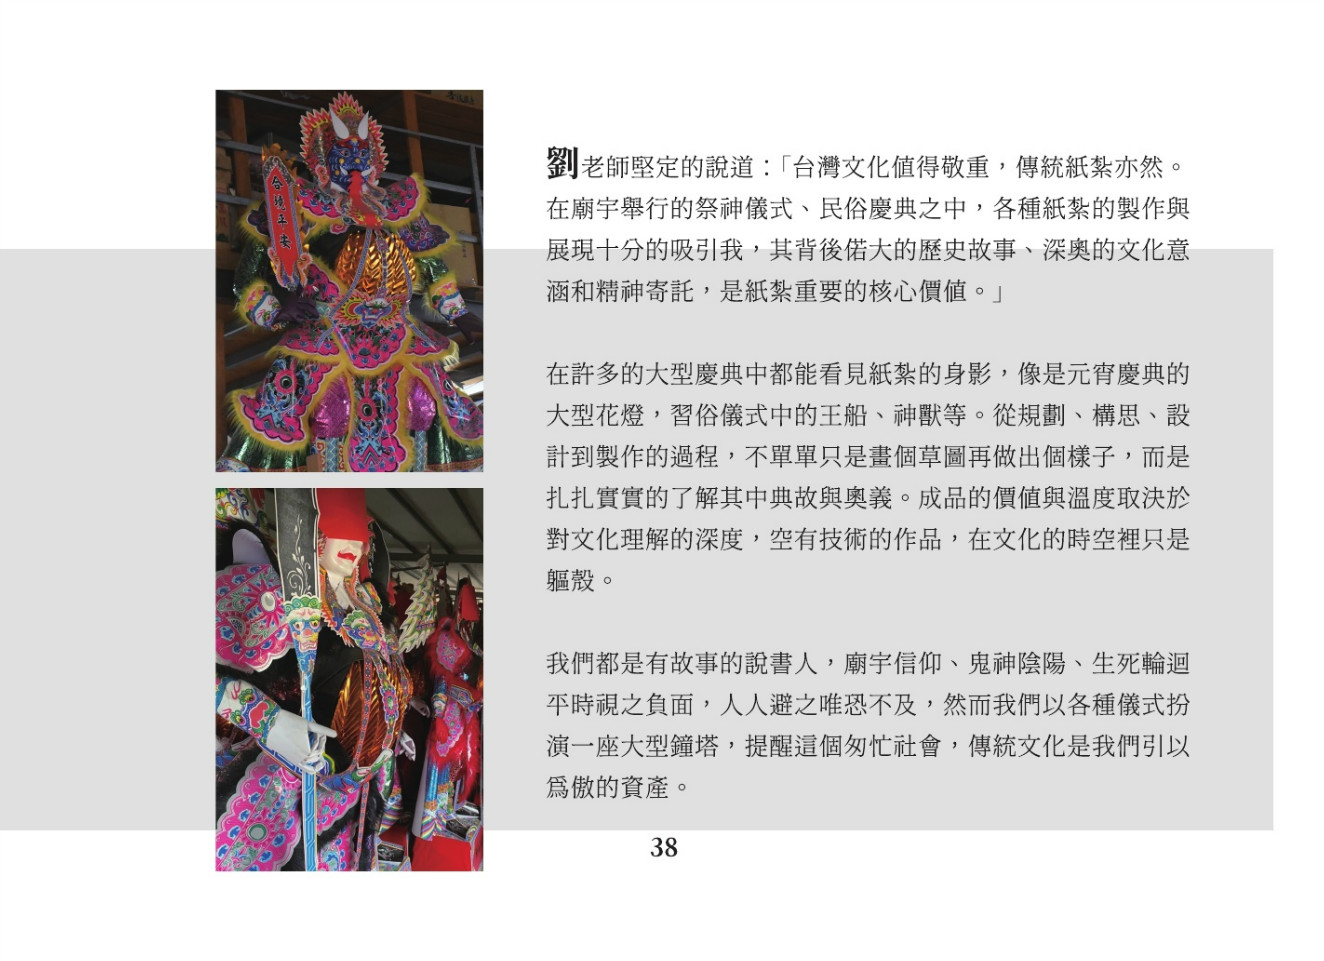 合境平安
劉老師堅定的說道：「台灣文化值得敬重，傳統紙紮亦然。
在廟宇舉行的祭神儀式、民俗慶典之中，各種紙紮的製作與
展現十分的吸引我，其背後偌大的歷史故事、深奧的文化意
涵和精神寄託，是紙紮重要的核心價值。」
在許多的大型慶典中都能看見紙紮的身影，像是元宵慶典的
大型花燈，習俗儀式中的王船、神獸等。從規劃、構思、設
計到製作的過程，不單單只是畫個草圖再做出個樣子，而是
扎扎實實的了解其中典故與奧義。成品的價值與溫度取決於
對文化理解的深度，空有技術的作品，在文化的時空裡只是
軀殼。
我們都是有故事的說書人，廟宇信仰、鬼神陰陽、生死輪迴
平時視之負面，人人避之唯恐不及，然而我們以各種儀式扮
演一座大型鐘塔，提醒這個匆忙社會，傳統文化是我們引以
為傲的資產。
38